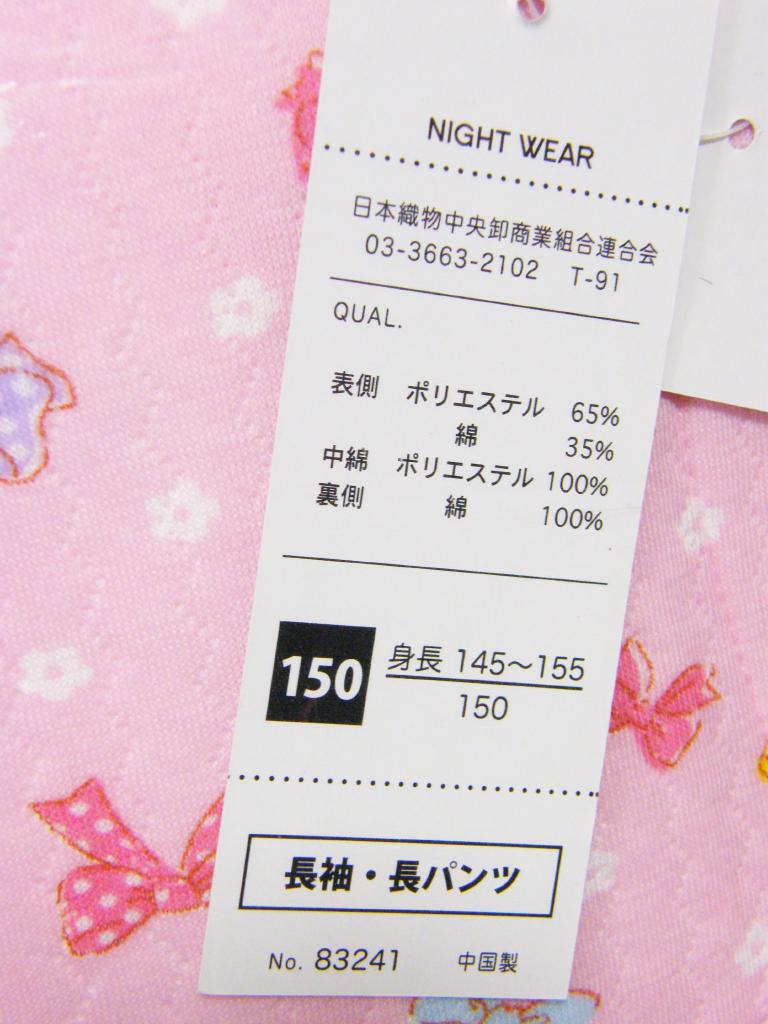 NIGHT WEAR
日本織物中央卸商業組合連合会
03-3663-2102 T-91
QUAL.
表側 ポリエステル 65%
綿 35%
中綿 ポリエステル 100%
裏側 綿 100%
150
身長 145〜155
150
長袖・長パンツ
No. 83241 中国製